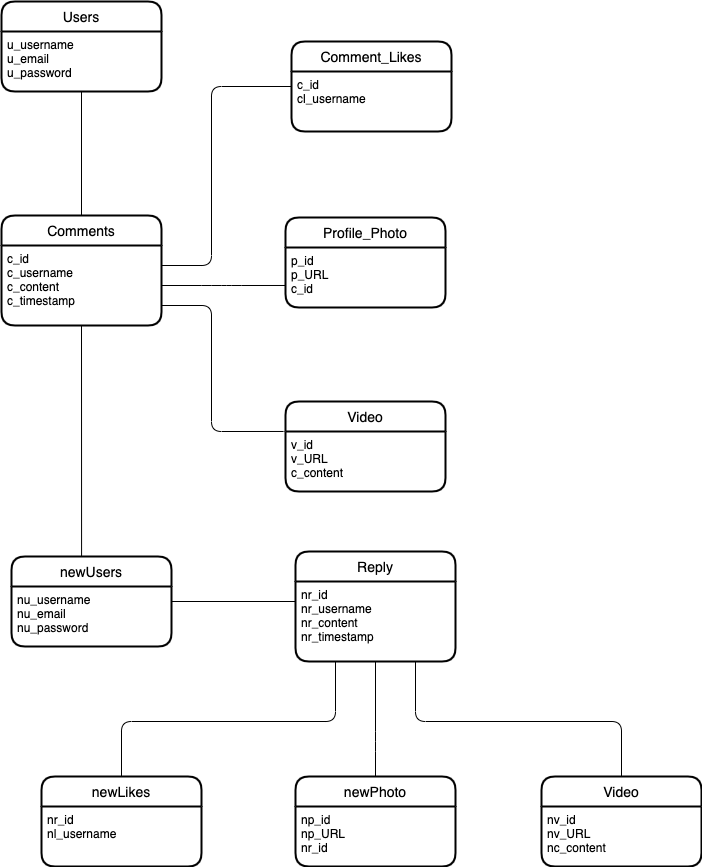 Users
u_username
u_email
u_password
Comment_Likes
c_id
cl_username
Comments
c_id
c_username
c_content
c_timestamp
Profile_Photo
p_id
p_URL
c_id
Video
v_id
v_URL
c_content
newUsers
nu_username
nu_email
nu_password
Reply
nr_id
nr_username
nr_content
nr_timestamp
newLikes
nr_id
nl_username
newPhoto
np_id
np_URL
nr_id
Video
nv_id
nv_URL
nc_content